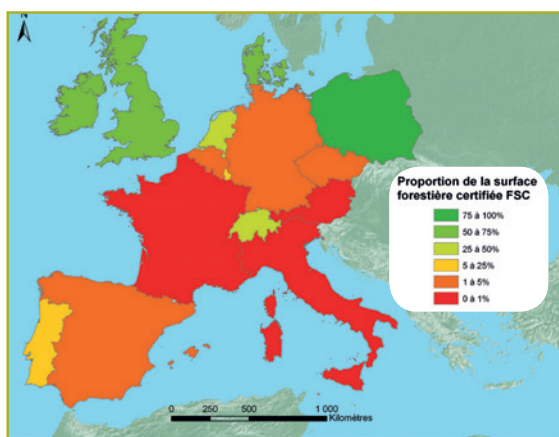 N
Proportion de la surface
forestière certifiée FSC
75 à 100%
50 à 75%
25 à 50%
5 à 25%
1 à 5%
0 à 1%
0 250 500 1 000
Kilomètres